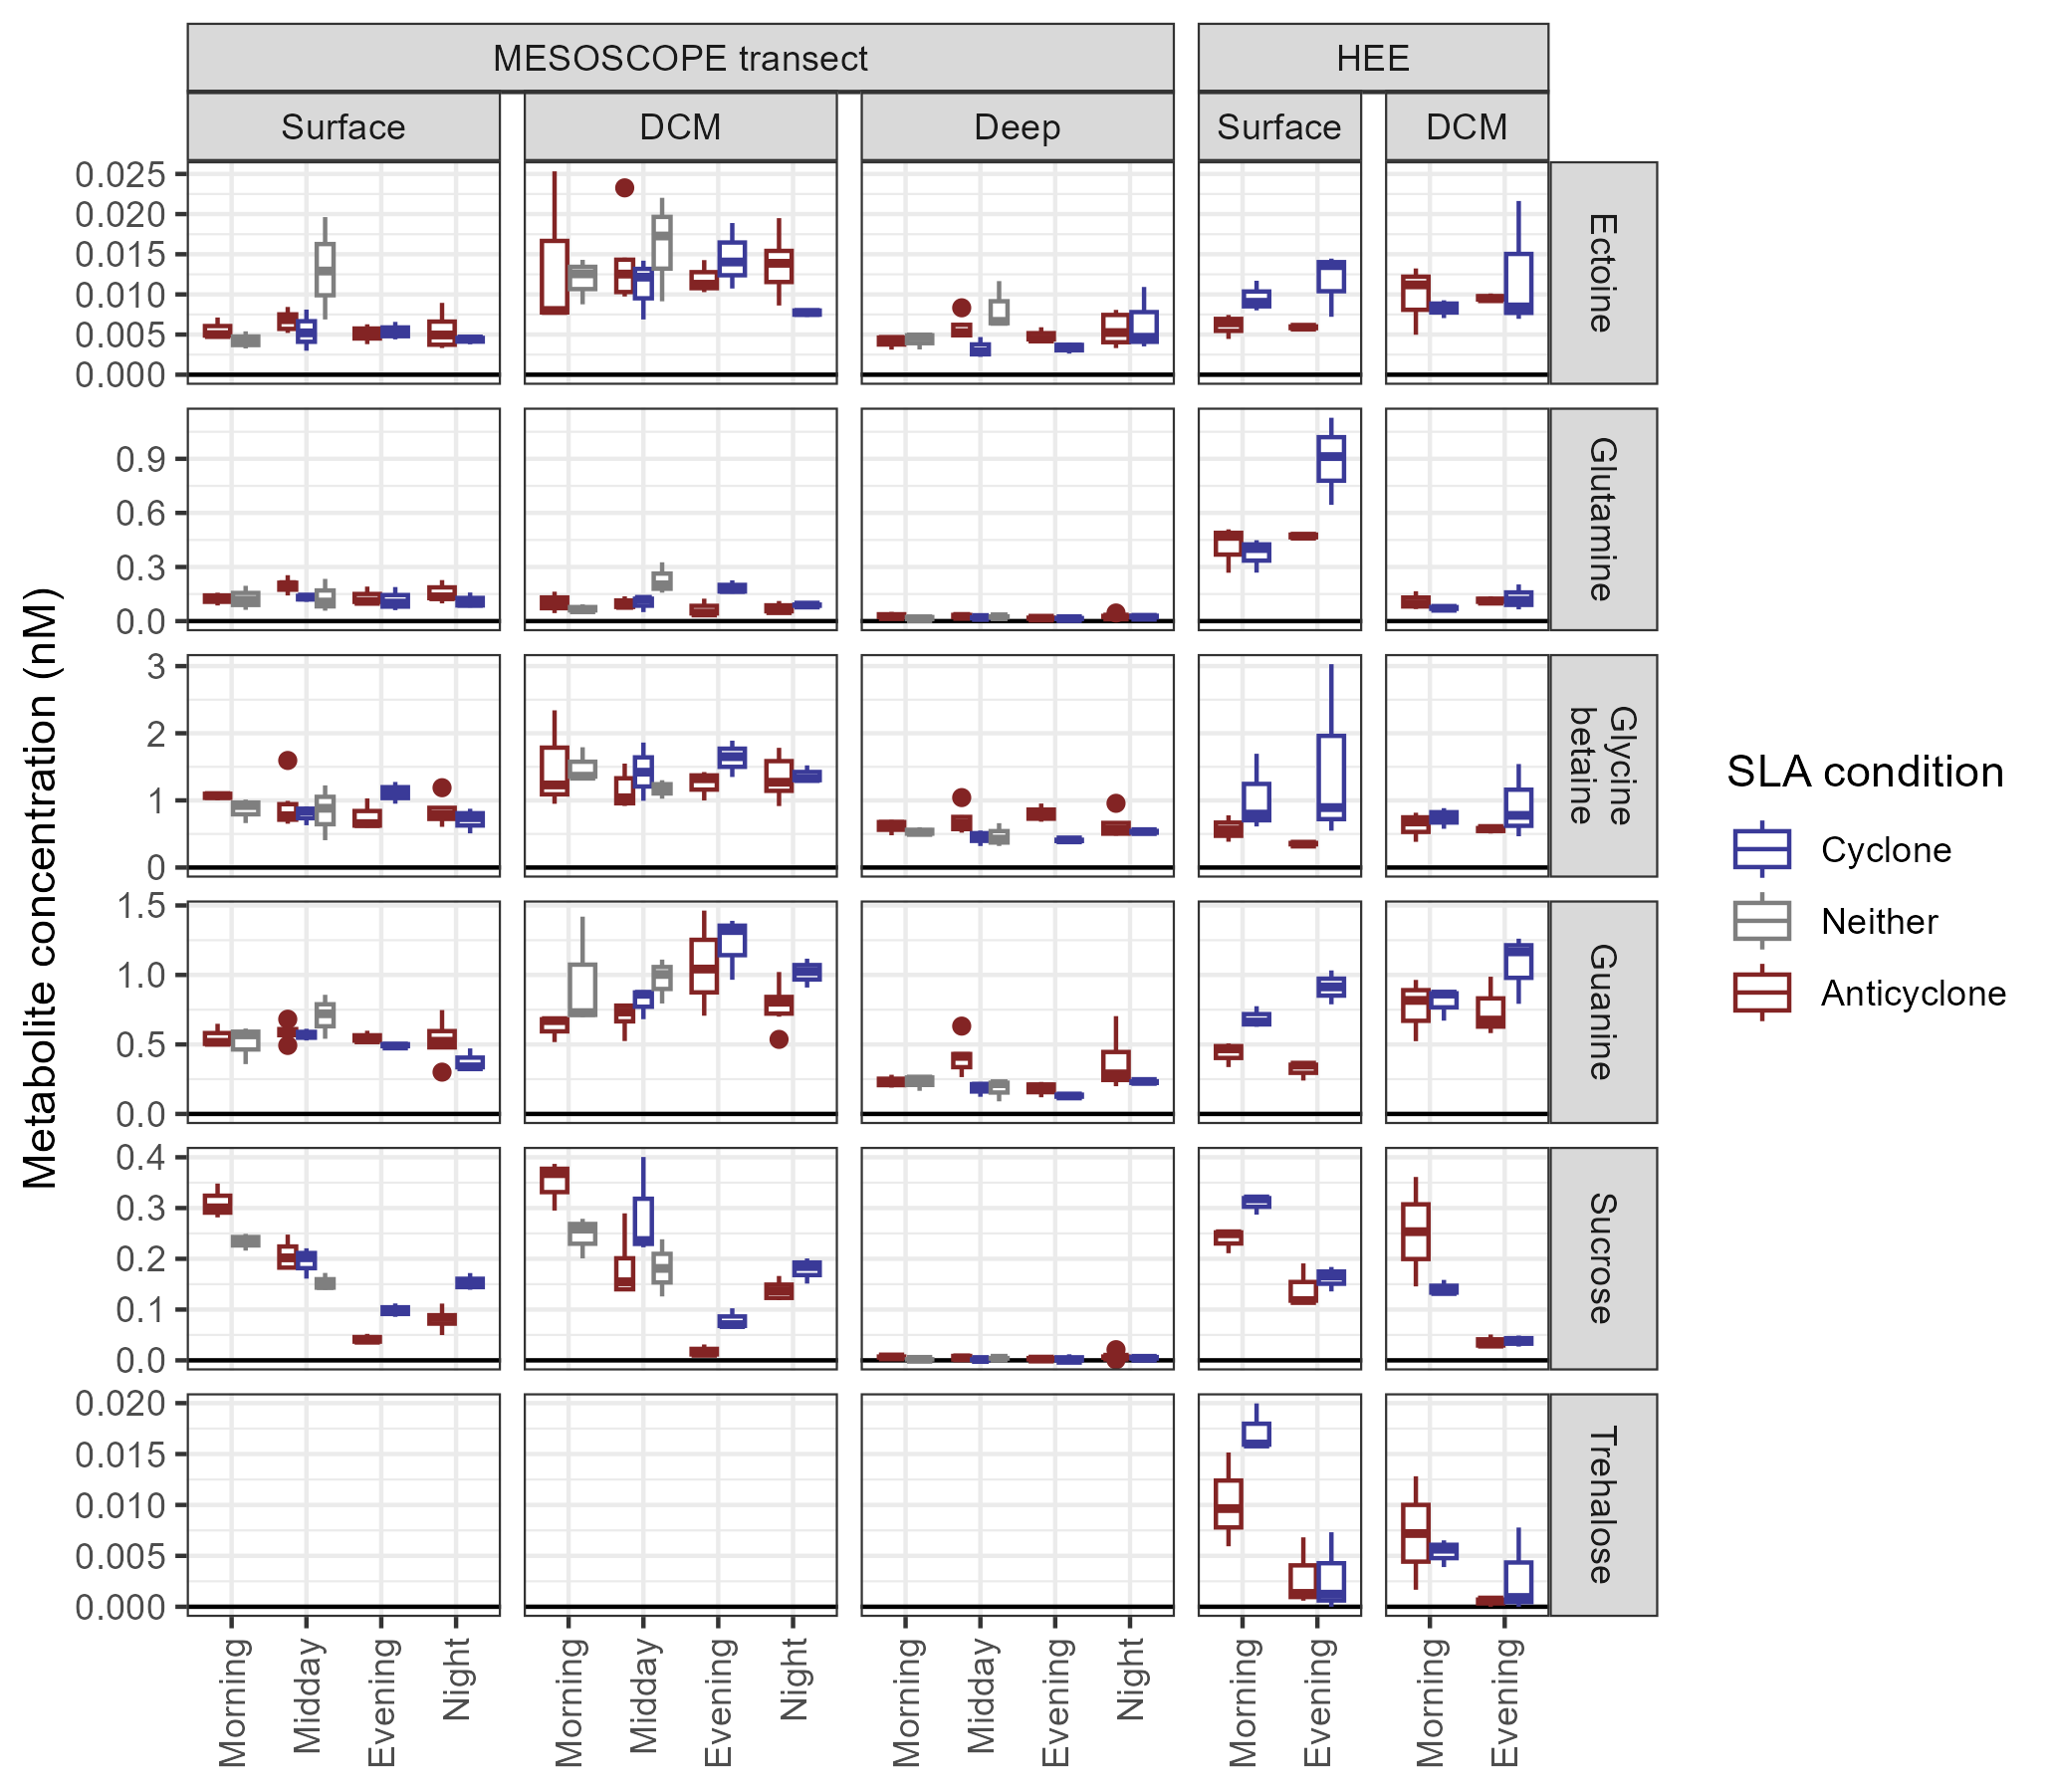 MESOSCOPE transect
HEE
Surface
DCM
Deep
Surface
DCM
Metabolite concentration (nM)
0.025
0.020
0.015
0.010
0.005
0.000
Ectoine
0.9
0.6
0.3
0.0
Glutamine
3
2
1
0
Glycine
betaine
1.5
1.0
0.5
0.0
Guanine
0.4
0.3
0.2
0.1
0.0
Sucrose
0.020
0.015
0.010
0.005
0.000
Trehalose
Morning
Midday
Evening
Night
Morning
Midday
Evening
Night
Morning
Midday
Evening
Night
Morning
Evening
Morning
Evening
SLA condition
Cyclone
Neither
Anticyclone